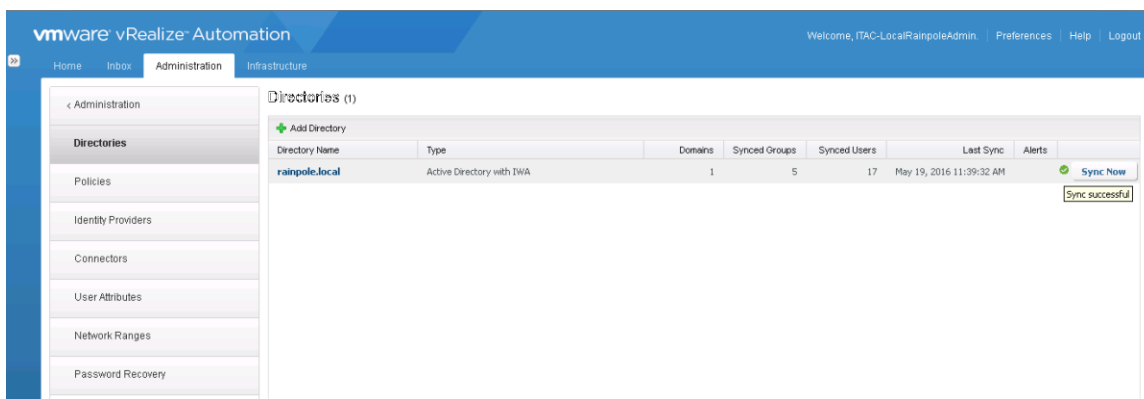 vmware vRealize Automation
Welcome, ITAC-LocalRainpoleAdmin. | Preferences | Help | Logout
Home Inbox Administration Infrastructure
< Administration
Directories
Policies
Identity Providers
Connectors
User Attributes
Network Ranges
Password Recovery
Directories (1)
Add Directory
Directory Name Type Domains Synced Groups Synced Users Last Sync Alerts
rainpole.local Active Directory with IWA 1 5 17 May 19, 2016 11:39:32 AM Sync Now
Sync successful